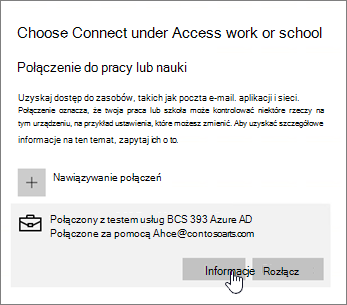 Choose Connect under Access work or school
Połączenie do pracy lub nauki
Uzyskaj dostęp do zasobów, takich jak poczta e-mail. aplikacji i sieci.
Połączenie oznacza, że twoja praca lub szkoła może kontrolować niektóre rzeczy na
tym urządzeniu, na przykład ustawienia, które możesz zmienić. Aby uzyskać szczegółowe
informacje na ten temat, zapytaj ich o to.
Nawiązywanie połączeń
Połączony z testem usług BCS 393 Azure AD
Połączone za pomocą Ahce@contosoarts.com
Informacje Rozłącz